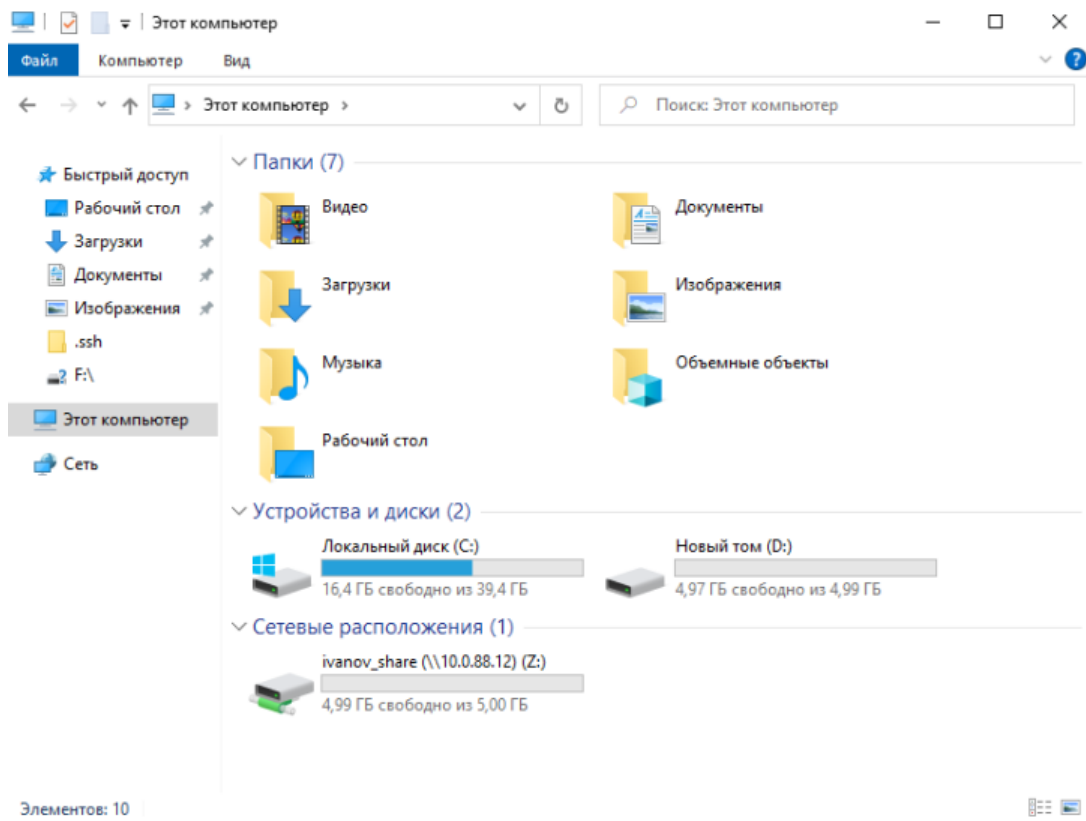 Этот компьютер
Файл Компьютер Вид
?
Этот компьютер
Поиск: Этот компьютер
Быстрый доступ
Рабочий стол
Загрузки
Документы
Изображения
.ssh
F:\
Этот компьютер
Сеть
Папки (7)
Видео
Документы
Загрузки
Изображения
Музыка
Объемные объекты
Рабочий стол
Устройства и диски (2)
Локальный диск (C:)
16,4 ГБ свободно из 39,4 ГБ
Новый том (D:)
4,97 ГБ свободно из 4,99 ГБ
Сетевые расположения (1)
ivanov_share (\\10.0.88.12) (Z:)
4,99 ГБ свободно из 5,00 ГБ
Элементов: 10